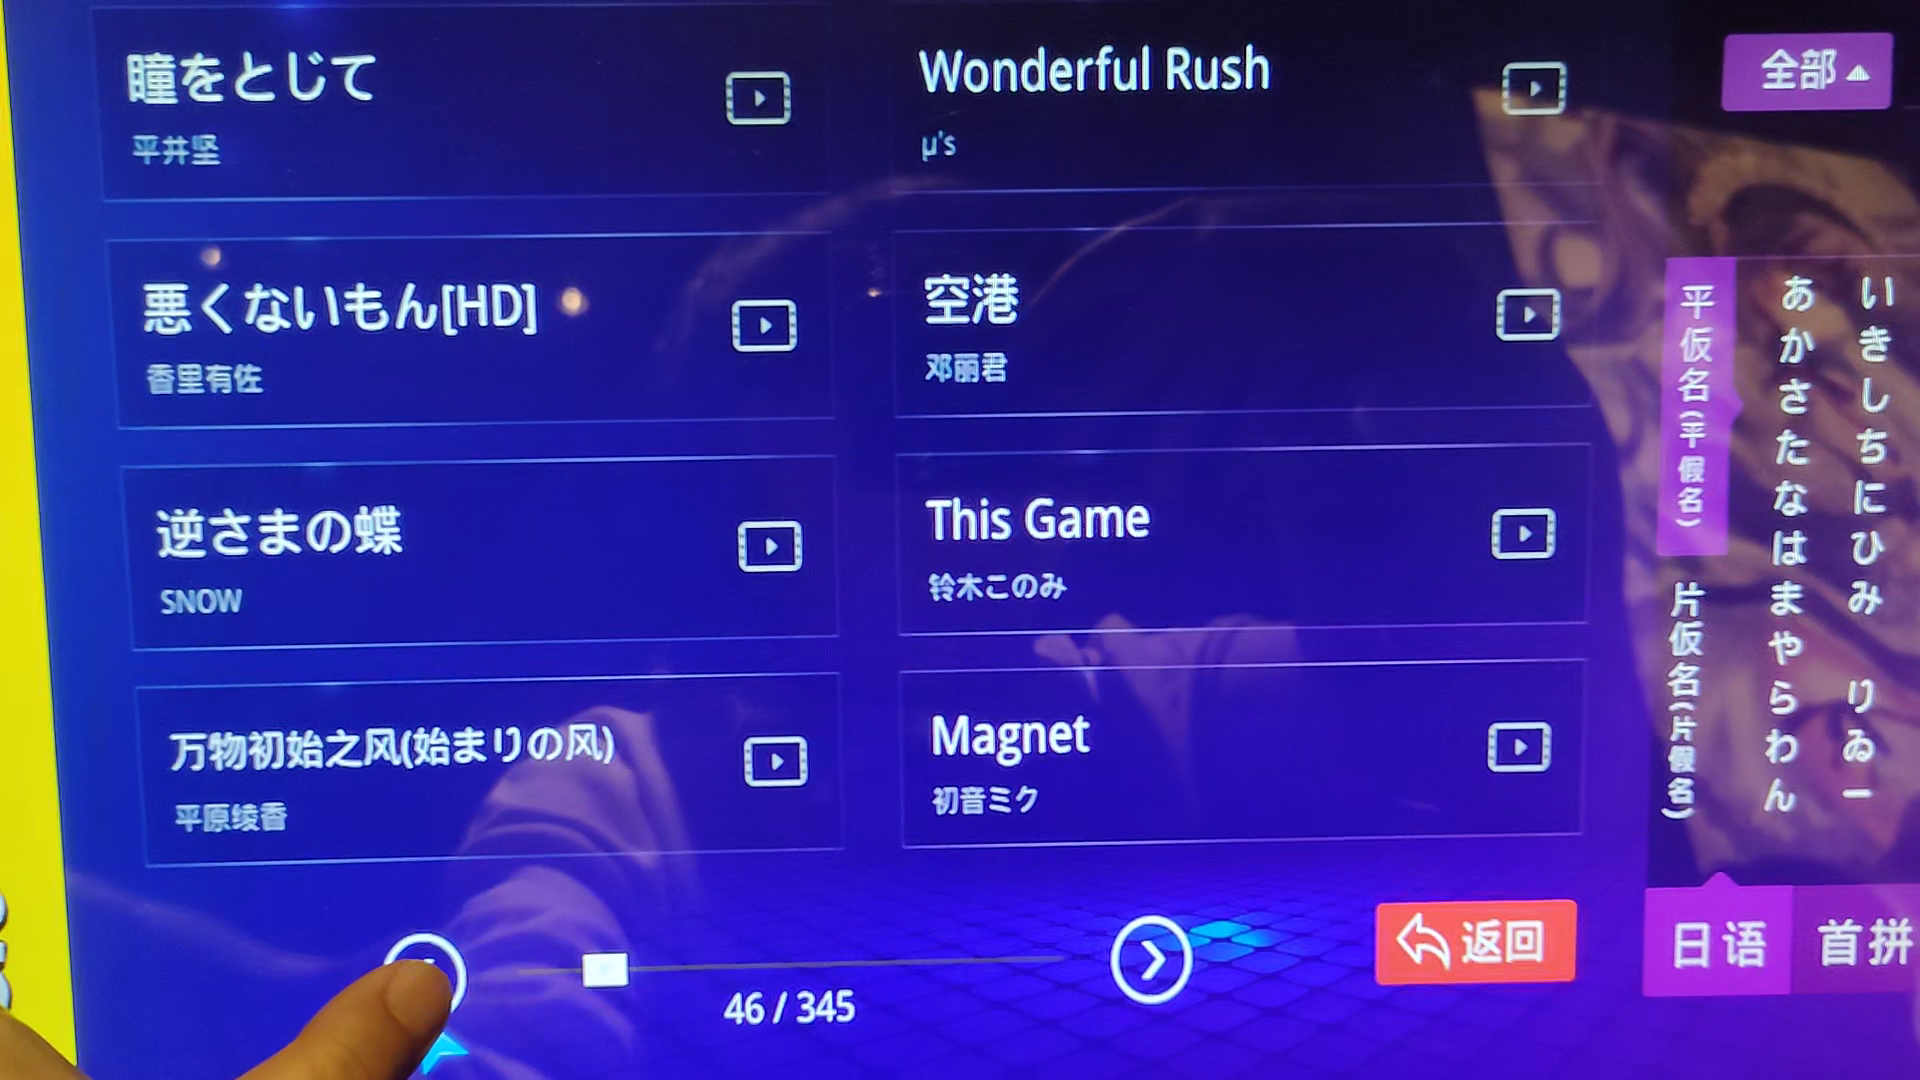 瞳をとじて
平井坚
Wonderful Rush
μ's
悪くないもん[HD]
香里有佐
空港
邓丽君
逆さまの蝶
SNOW
This Game
铃木このみ
万物初始之风(始まりの风)
平原绫香
Magnet
初音ミク
46 / 345
返回
全部
平仮名(平假名)
片仮名(片假名)
あかさたなはまやらわん
いきしちにひみ りゐー
日语
首拼